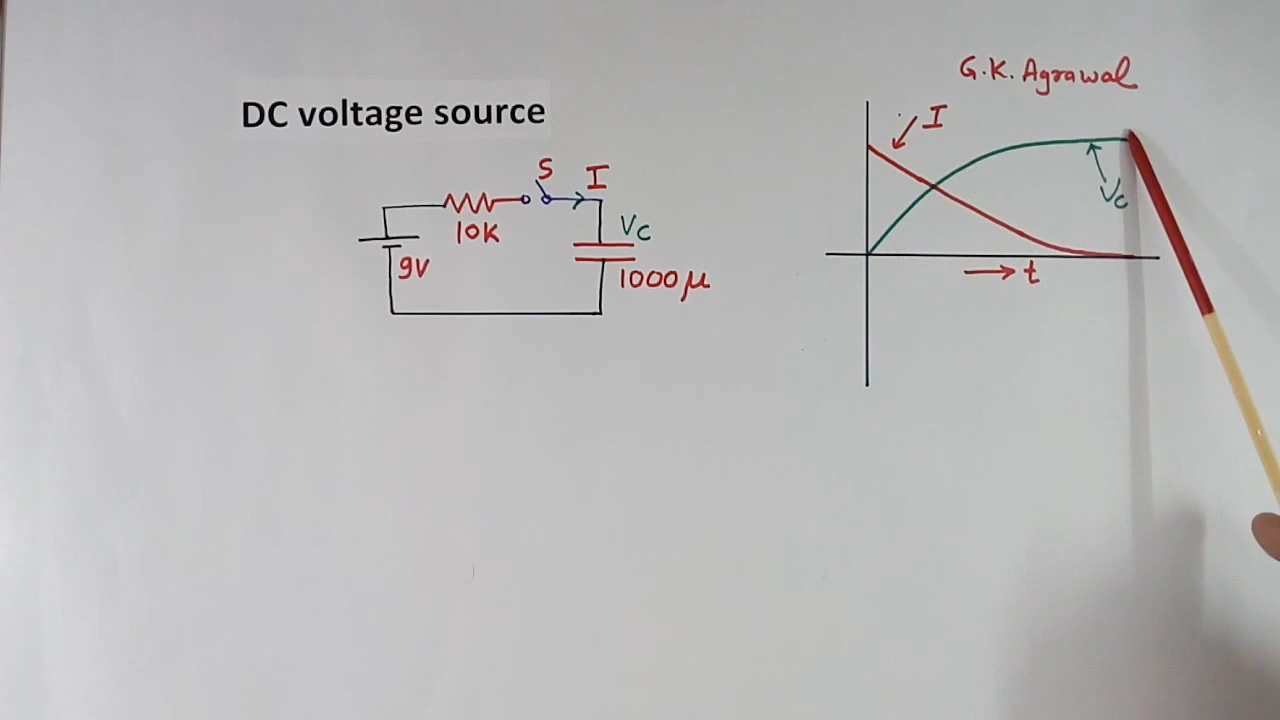 G.K. Agrawal
DC voltage source
S
I
10K
9V
Vc
1000μ
I
Vc
→ t